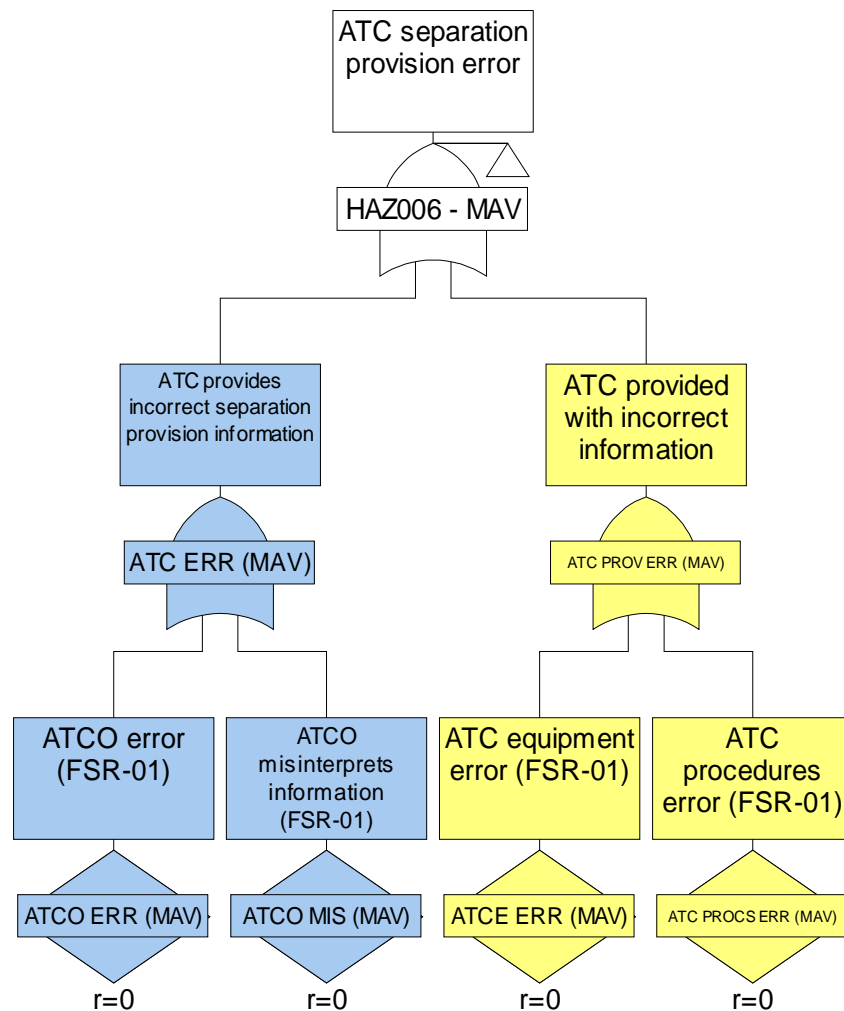 ATC separation
provision error
HAZ006 - MAV
ATC provides
incorrect separation
provision information
ATC provided
with incorrect
information
ATC ERR (MAV)
ATC PROV ERR (MAV)
ATCO error
(FSR-01)
ATCO
misinterprets
information
(FSR-01)
ATC equipment
error (FSR-01)
ATC
procedures
error (FSR-01)
ATCO ERR (MAV)
ATCO MIS (MAV)
ATCE ERR (MAV)
ATC PROCS ERR (MAV)
r=0
r=0
r=0
r=0